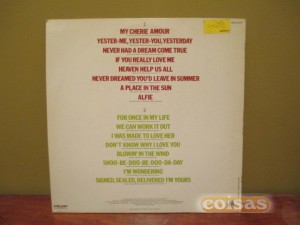 1
MY CHERIE AMOUR
YESTER-ME, YESTER-YOU, YESTERDAY
NEVER HAD A DREAM COME TRUE
IF YOU REALLY LOVE ME
HEAVEN HELP US ALL
NEVER DREAMED YOU'D LEAVE IN SUMMER
A PLACE IN THE SUN
ALFIE
2
FOR ONCE IN MY LIFE
WE CAN WORK IT OUT
I WAS MADE TO LOVE HER
DON'T KNOW WHY I LOVE YOU
BLOWIN' IN THE WIND
SHOO-BE-DOO-BE-DOO-DA-DAY
I'M WONDERING
SIGNED, SEALED, DELIVERED I'M YOURS
coisas